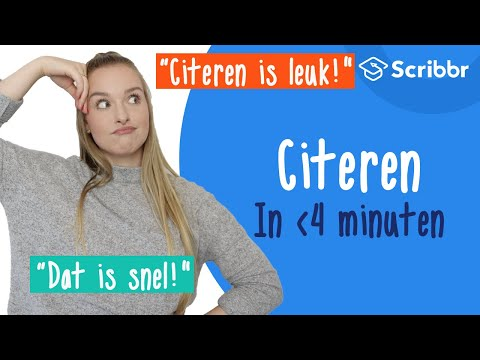 "Citeren is leuk!"
Scribbr
Citeren
In <4 minuten
"Dat is snel!"